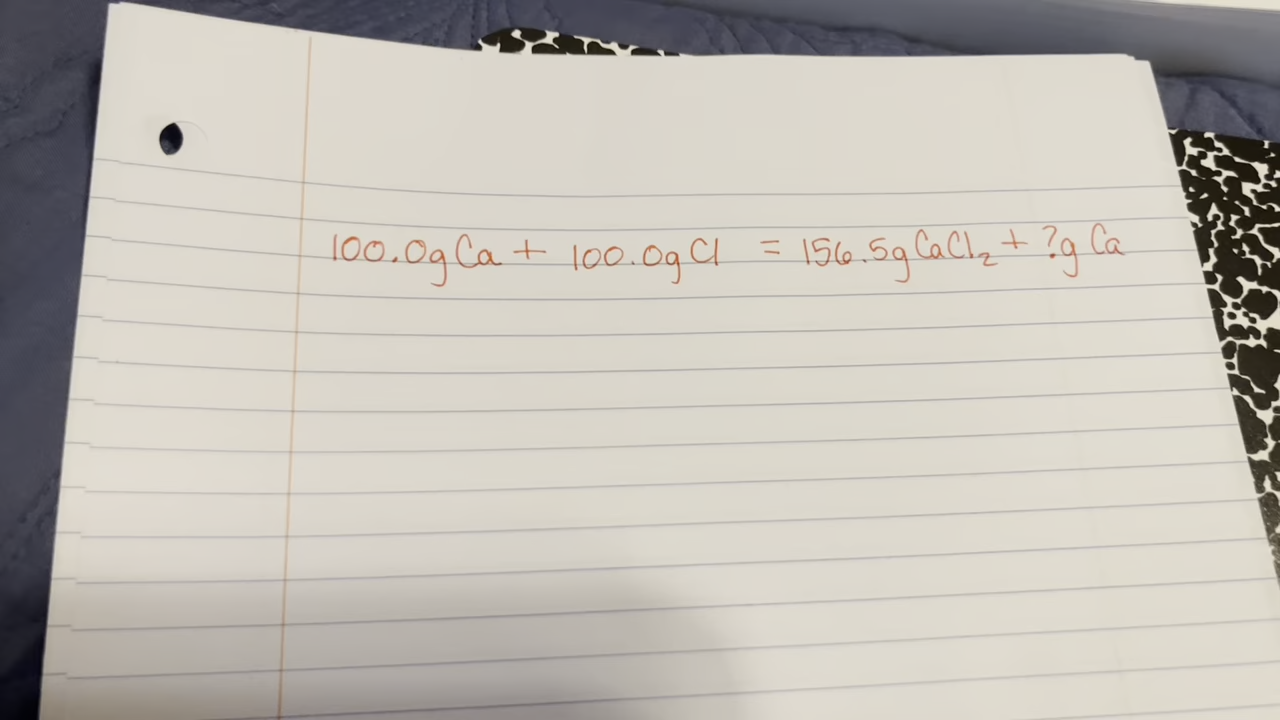 100.0g Ca + 100.0g Cl = 156.5g CaCl₂ + ?g Ca